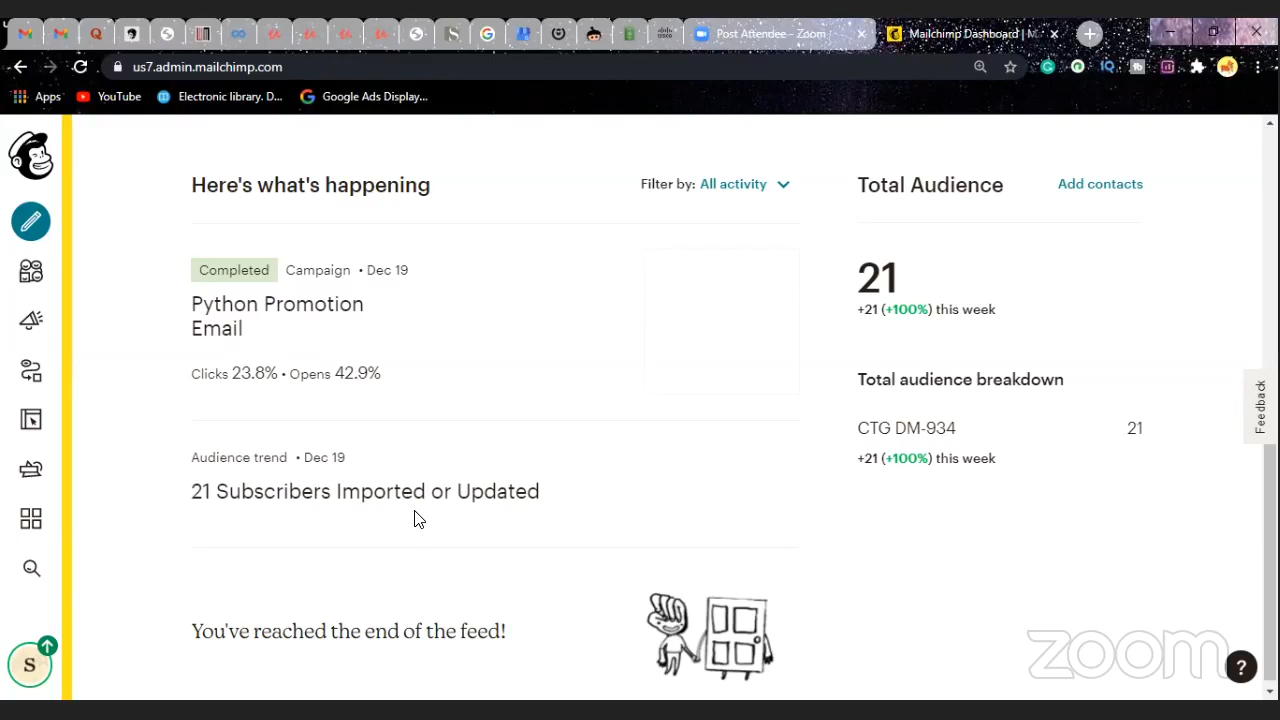 Post Attendee - Zoom
Mailchimp Dashboard | M
us7.admin.mailchimp.com
Apps
YouTube
Electronic library. D...
Google Ads Display...
Here's what's happening
Filter by: All activity
Total Audience
Add contacts
Completed
Campaign • Dec 19
Python Promotion
Email
Clicks 23.8% • Opens 42.9%
21
+21 (+100%) this week
Total audience breakdown
CTG DM-934
21
+21 (+100%) this week
Audience trend • Dec 19
21 Subscribers Imported or Updated
You've reached the end of the feed!
Feedback
S
zoom
?